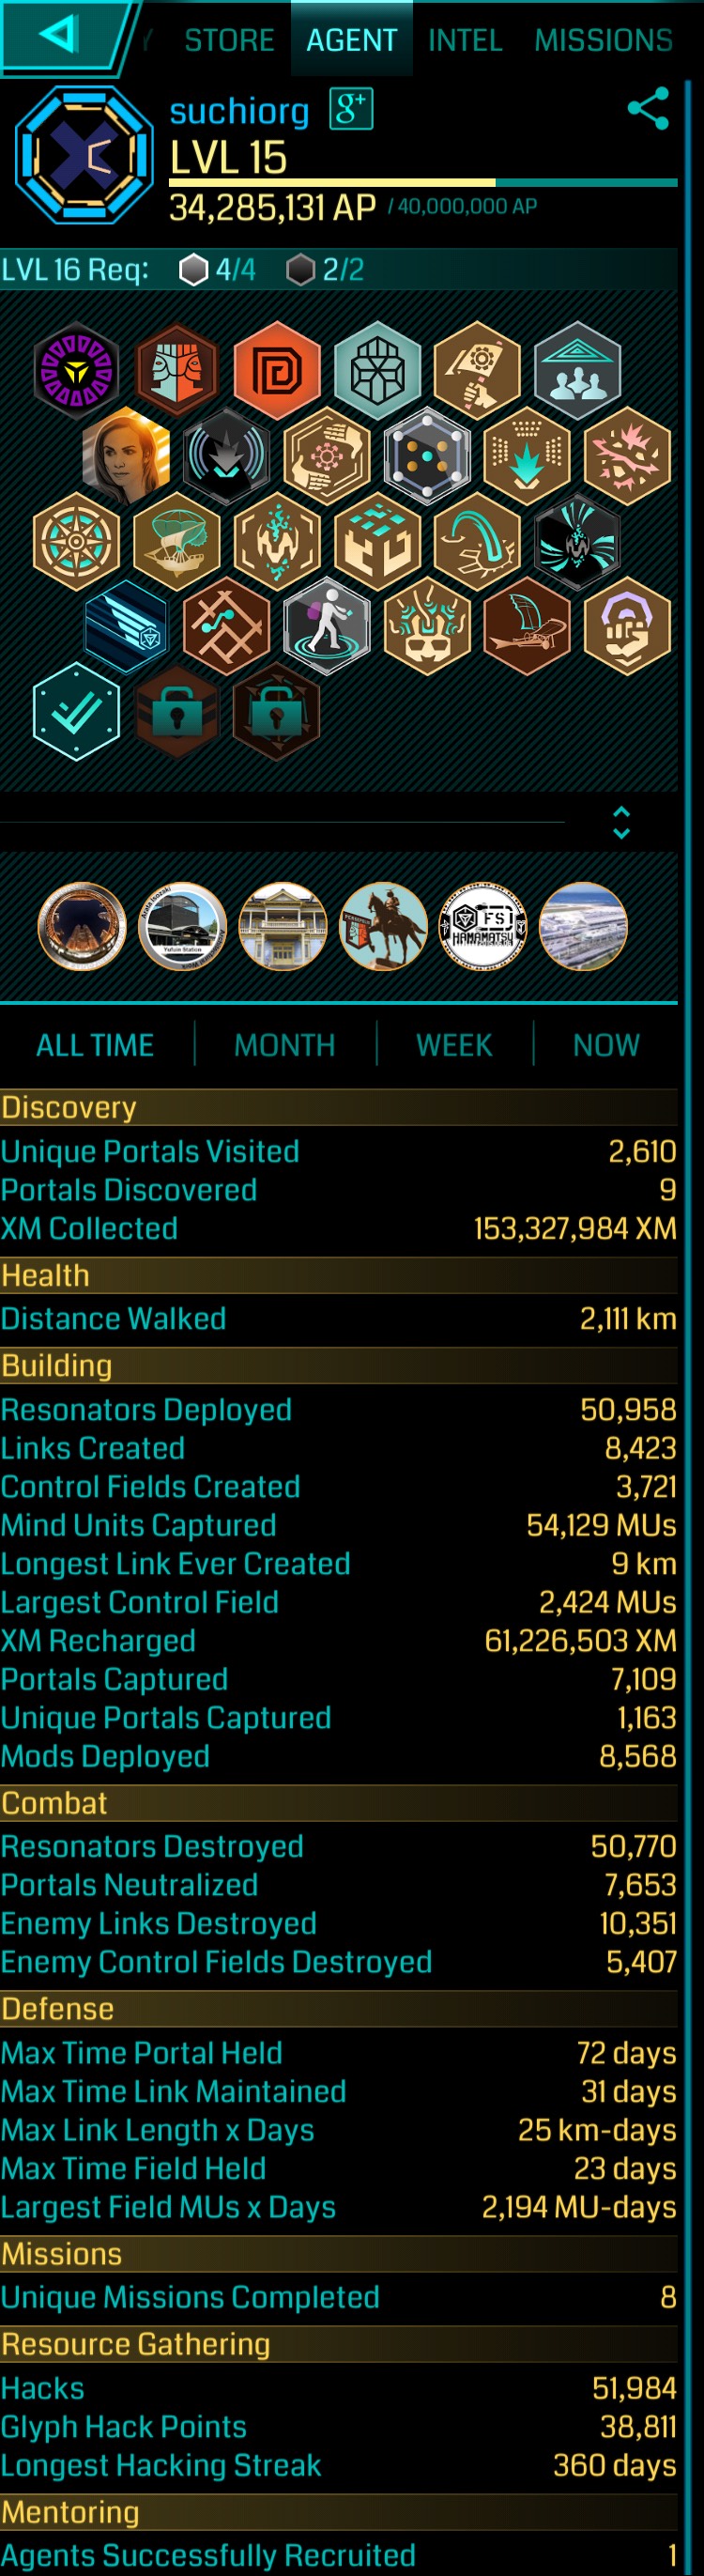 STORE AGENT INTEL MISSIONS
suchiorg g+
LVL 15
34,285,131 AP / 40,000,000 AP
LVL 16 Req: 4/4 2/2
Yufuin Station
FS
HAMAMATSU
ALL TIME MONTH WEEK NOW
Discovery
Unique Portals Visited 2,610
Portals Discovered 9
XM Collected 153,327,984 XM
Health
Distance Walked 2,111 km
Building
Resonators Deployed 50,958
Links Created 8,423
Control Fields Created 3,721
Mind Units Captured 54,129 MUs
Longest Link Ever Created 9 km
Largest Control Field 2,424 MUs
XM Recharged 61,226,503 XM
Portals Captured 7,109
Unique Portals Captured 1,163
Mods Deployed 8,568
Combat
Resonators Destroyed 50,770
Portals Neutralized 7,653
Enemy Links Destroyed 10,351
Enemy Control Fields Destroyed 5,407
Defense
Max Time Portal Held 72 days
Max Time Link Maintained 31 days
Max Link Length x Days 25 km-days
Max Time Field Held 23 days
Largest Field MUs x Days 2,194 MU-days
Missions
Unique Missions Completed 8
Resource Gathering
Hacks 51,984
Glyph Hack Points 38,811
Longest Hacking Streak 360 days
Mentoring
Agents Successfully Recruited 1